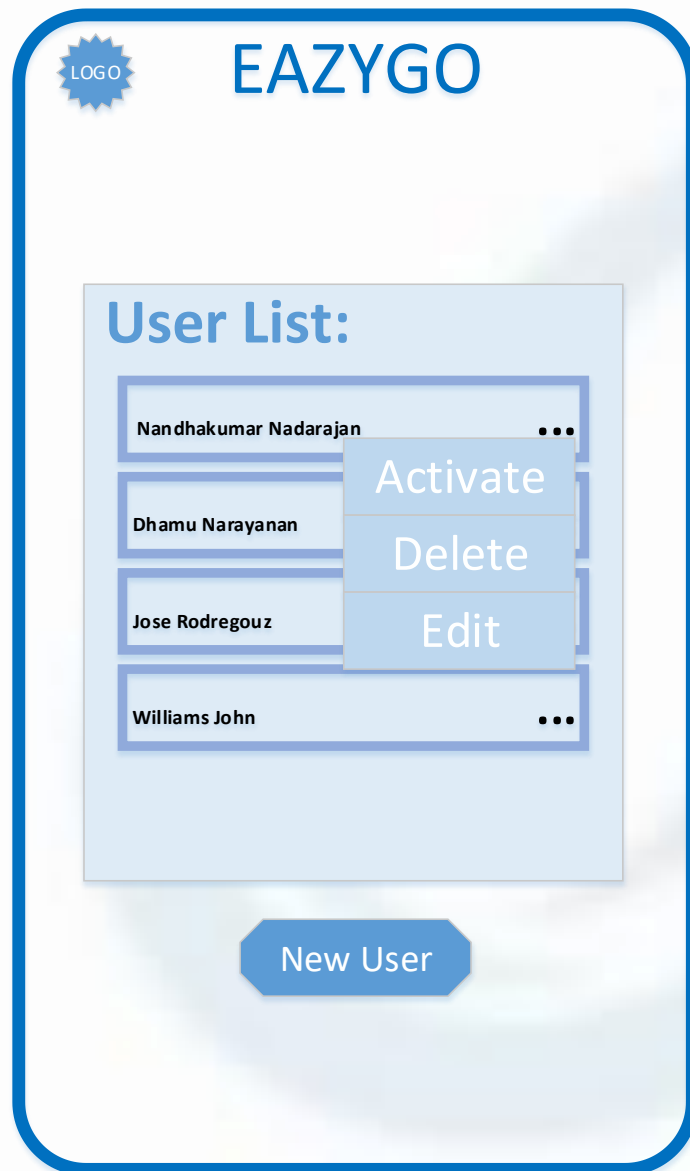 LOGO
EAZYGO
User List:
Nandhakumar Nadarajan ...
Activate
Dhamu Narayanan
Delete
Jose Rodregouz
Edit
Williams John ...
New User